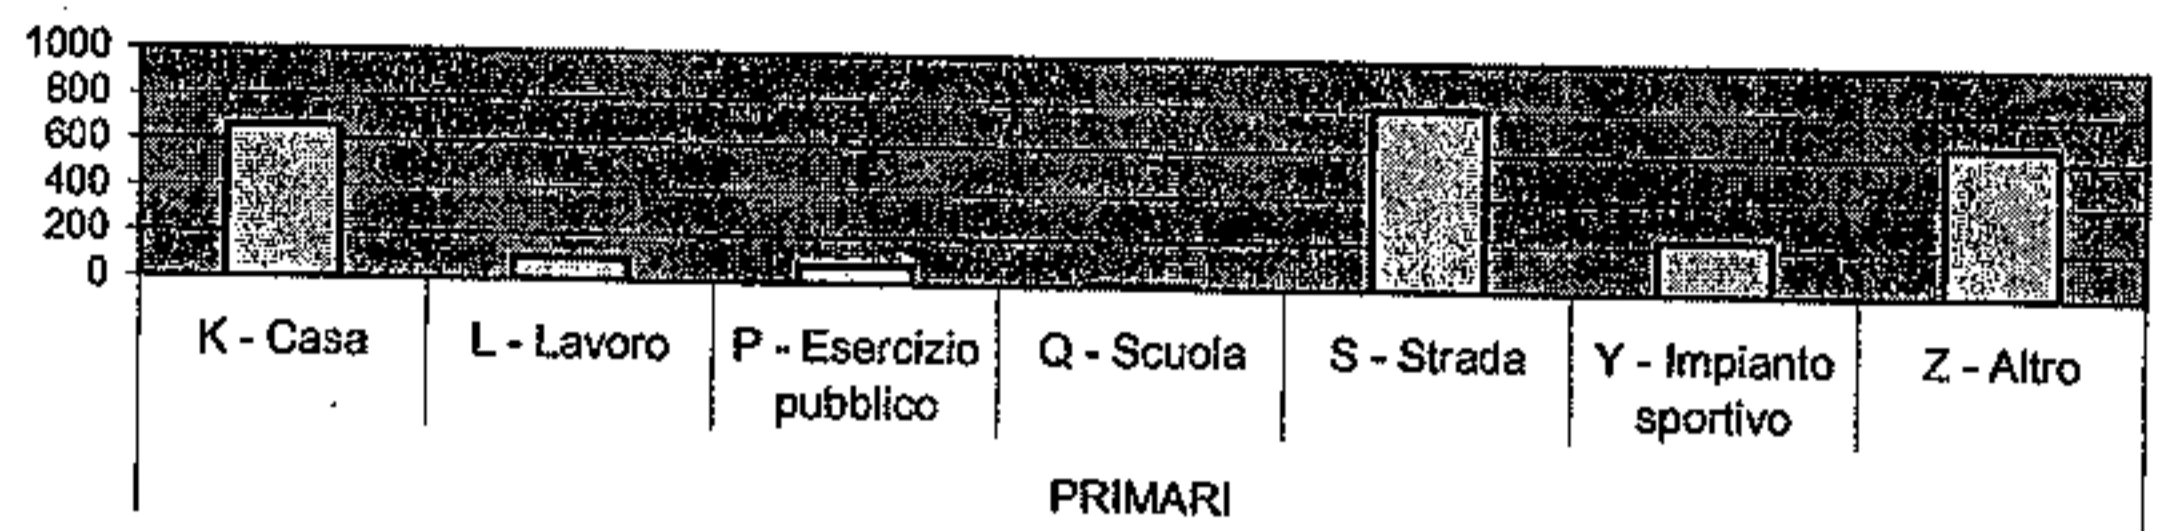 1000
800
600
400
200
0
K - Casa
L - Lavoro
P - Esercizio
pubblico
Q - Scuola
S - Strada
Y - Impianto
sportivo
Z - Altro
PRIMARI